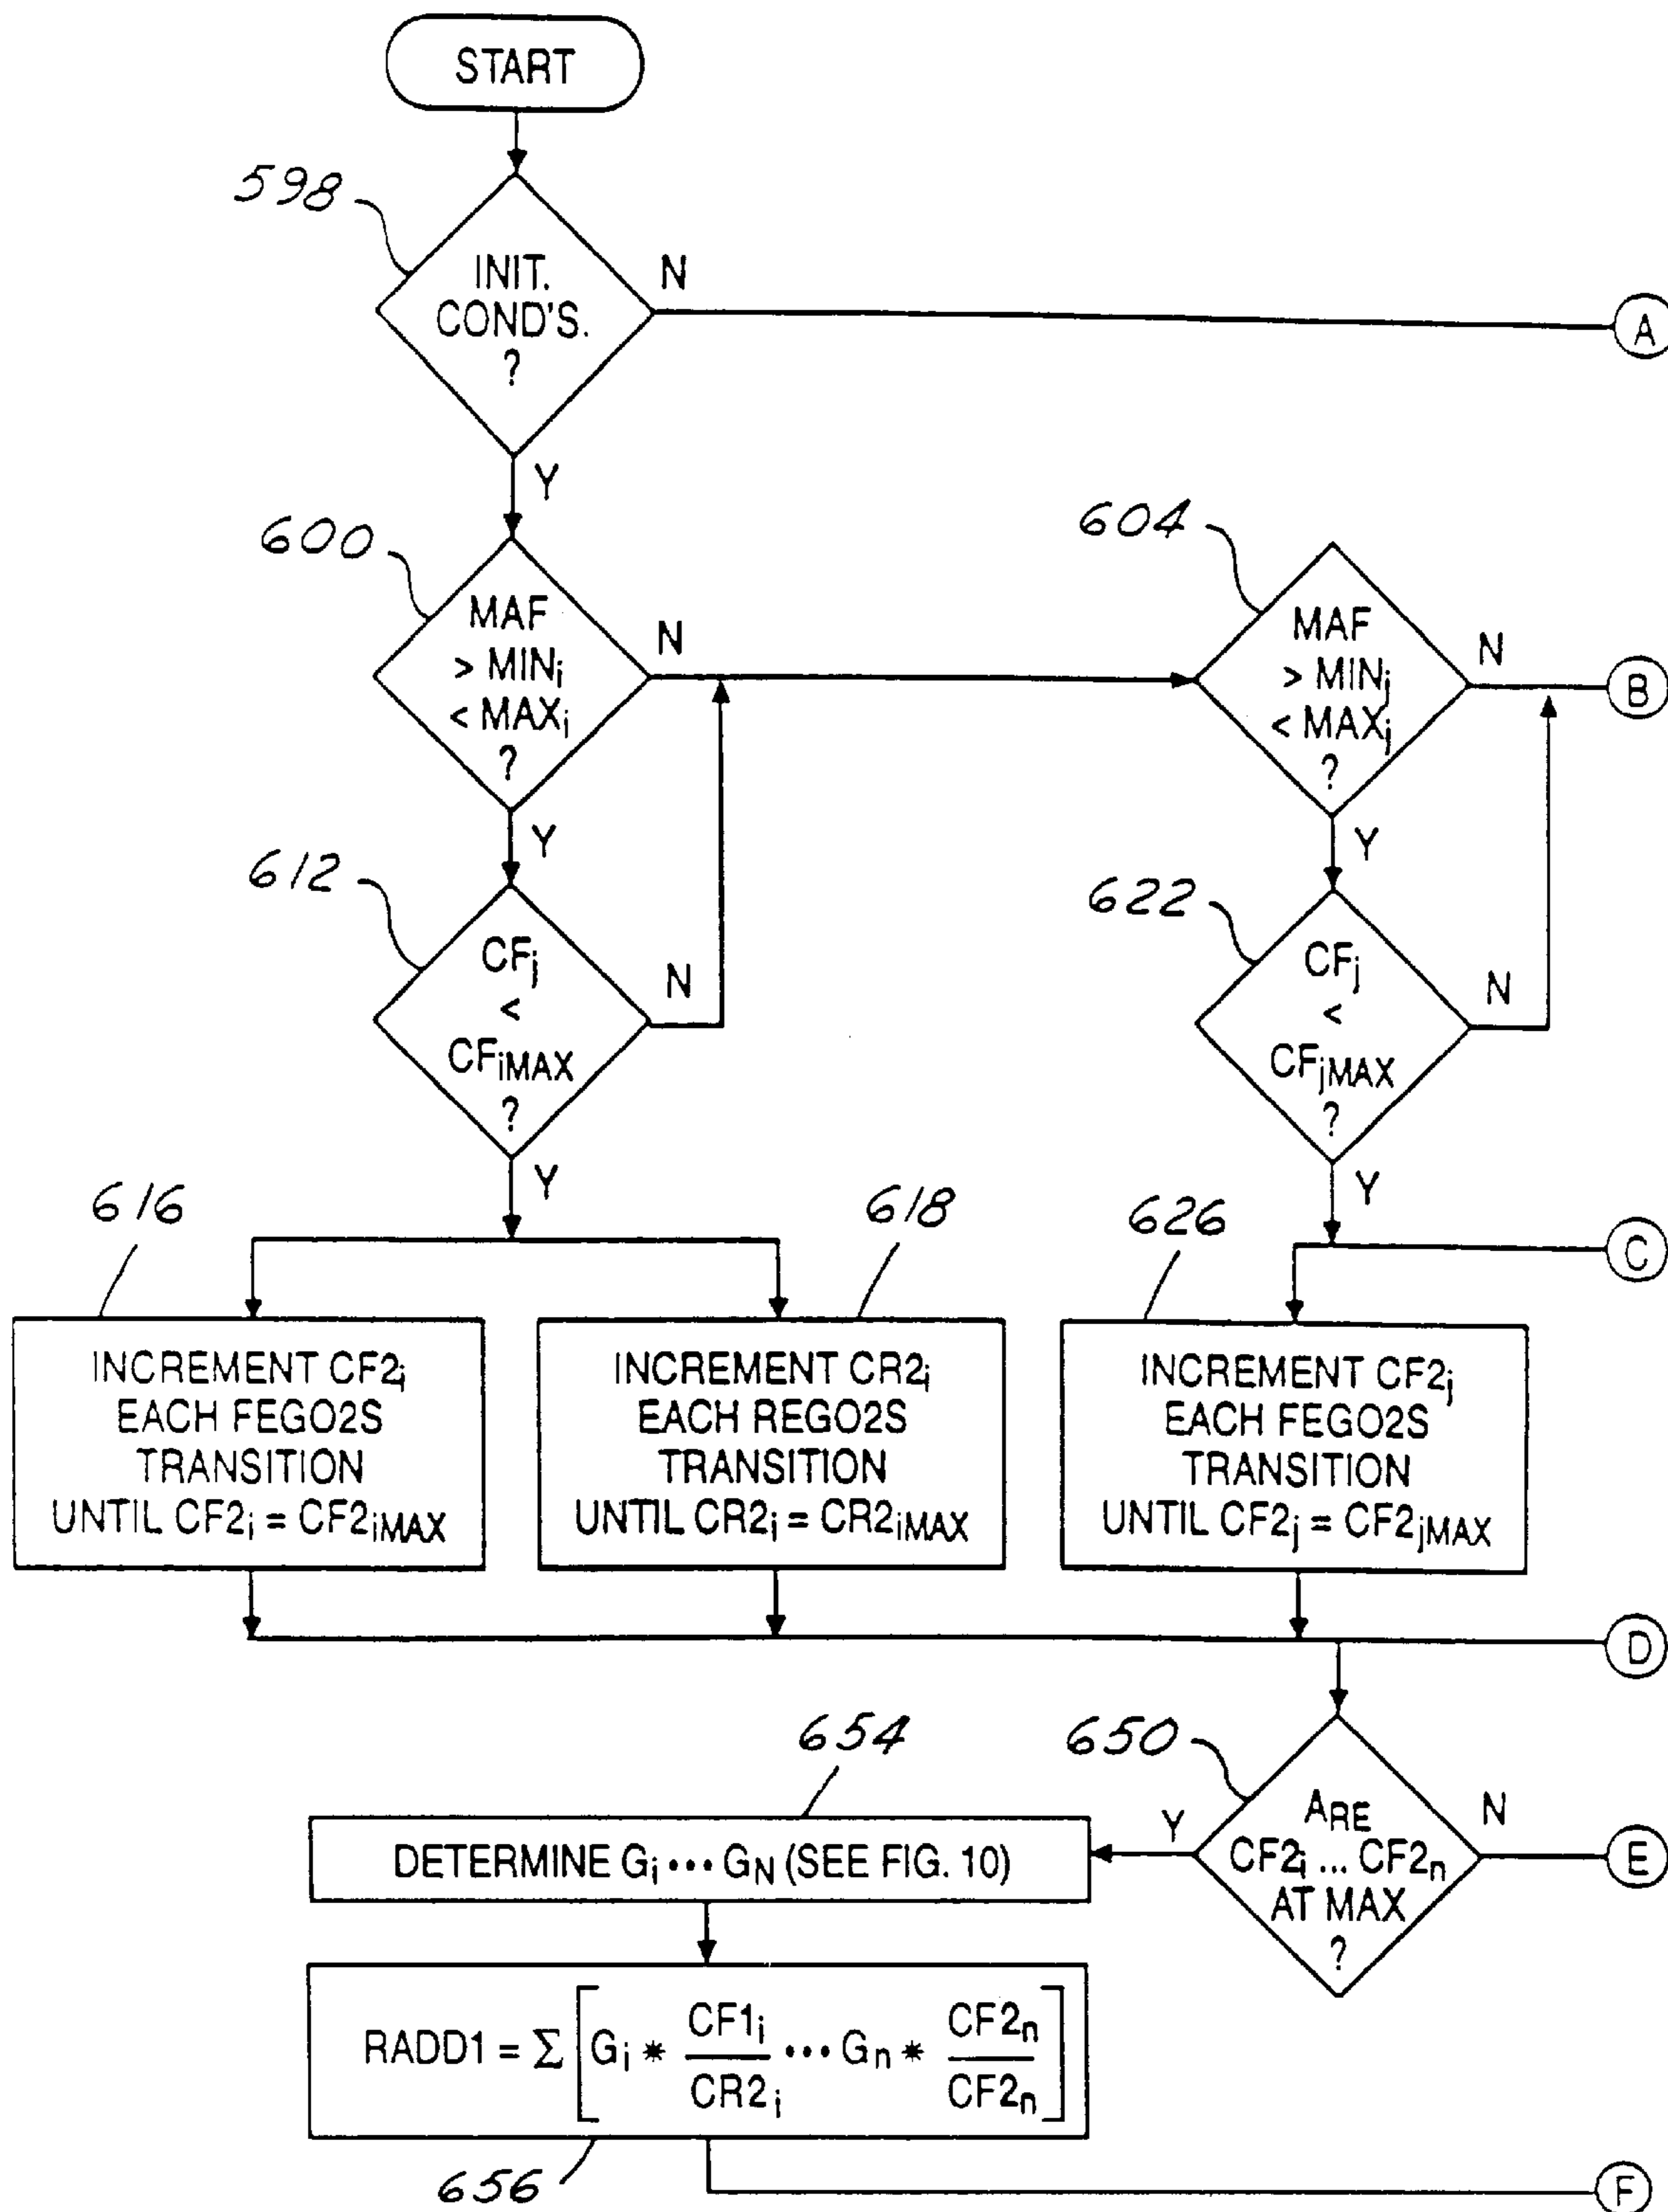 START
598
INIT.
COND'S.
?
N
A
Y
600
MAF
> MINi
< MAXi
?
N
604
MAF
> MINj
< MAXj
?
N
B
Y
Y
612
CFj
<
CFiMAX
?
N
622
CFj
<
CFjMAX
?
N
Y
Y
616
618
626
C
INCREMENT CF2i
EACH FEGO2S
TRANSITION
UNTIL CF2i = CF2iMAX
INCREMENT CR2i
EACH REGO2S
TRANSITION
UNTIL CR2i = CR2iMAX
INCREMENT CF2j
EACH FEGO2S
TRANSITION
UNTIL CF2j = CF2jMAX
D
654
650
ARE
CF2i ... CF2n
AT MAX
?
Y
N
E
DETERMINE Gi ••• GN (SEE FIG. 10)
RADD1 = Σ [Gi * CF1i / CR2i ••• Gn * CF2n / CF2n]
656
F